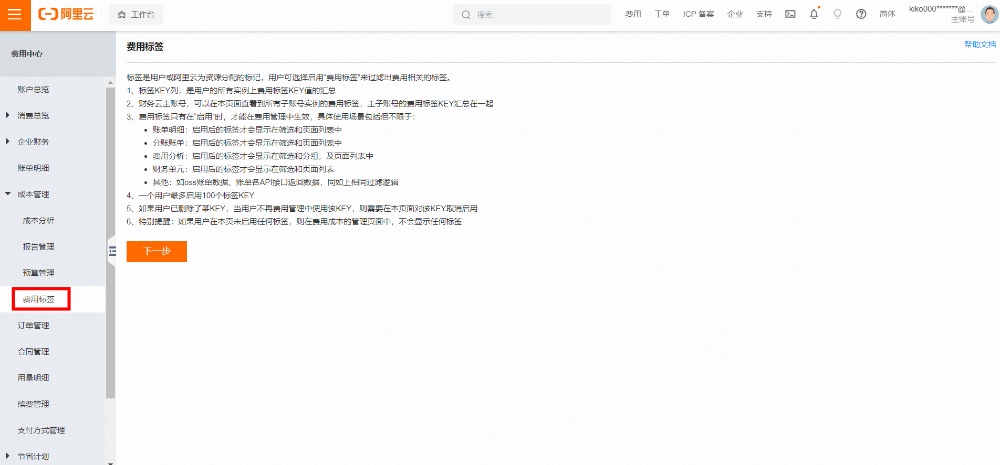 阿里云
工作台
搜索...
费用
工单
ICP 备案
企业
支持
简体
kiko000*******@...
主账号
费用中心
账户总览
消费总览
企业财务
账单明细
成本管理
成本分析
报告管理
预算管理
费用标签
订单管理
合同管理
用量明细
续费管理
支付方式管理
节省计划
费用标签
帮助文档
标签是用户或阿里云为资源分配的标记，用户可选择启用“费用标签”来过滤出费用相关的标签。
1、标签KEY列，是用户的所有实例上费用标签KEY值的汇总
2、财务云主账号，可以在本页面查看到所有子账号实例的费用标签，主子账号的费用标签KEY汇总在一起
3、费用标签只有在“启用”时，才能在费用管理中生效，具体使用场景包括但不限于：
• 账单明细：启用后的标签才会显示在筛选和页面列表中
• 分账账单：启用后的标签才会显示在筛选和页面列表中
• 费用分析：启用后的标签才会显示在筛选和分组，及页面列表中
• 财务单元：启用后的标签才会显示在筛选和页面列表
• 其他：如oss账单数据、账单各API接口返回数据，同如上相同过滤逻辑
4、一个用户最多启用100个标签KEY
5、如果用户已删除了某KEY，当用户不再费用管理中使用该KEY，则需要在本页面对该KEY取消启用
6、特别提醒：如果用户在本页未启用任何标签，则在费用成本的管理页面中，不会显示任何标签
下一步